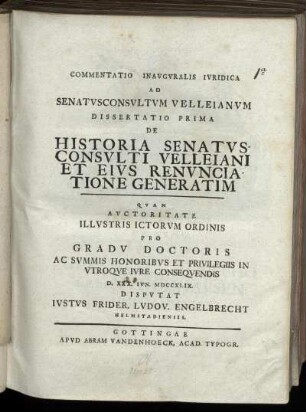 COMMENTATIO INAVGVRALIS IVRIDICA
AD
SENATVSCONSVLTVM VELLEIANVM
DISSERTATIO PRIMA
DE
HISTORIA SENATVS-
CONSVLTI VELLEIANI
ET EIVS RENVNCIA-
TIONE GENERATIM
QVAM
AVCTORITATE
ILLVSTRIS ICTORVM ORDINIS
PRO
GRADV DOCTORIS
AC SVMMIS HONORIBVS ET PRIVILEGIIS IN
VTROQVE IVRE CONSEQVENDIS
D. XXX. IVN. MDCCXLIX.
DISPVTAT
IVSTVS FRIDER. LVDOV. ENGELBRECHT
HELMSTADIENSIS.
GOTTINGAE
APVD ABRAM VANDENHOECK, ACAD. TYPOGR.